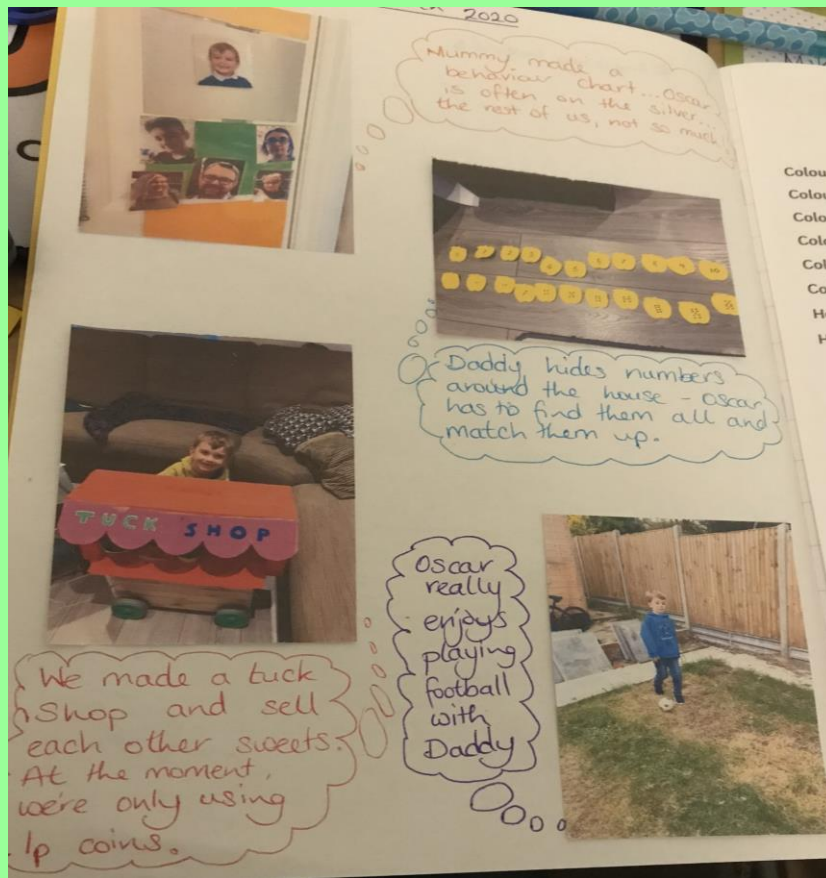 2020
Mummy made a
behaviour chart...Oscar
is often on the silver...
the rest of us, not so much.
Daddy hides numbers
around the house - Oscar
has to find them all and
match them up.
TUCK SHOP
We made a tuck
Shop and sell
each other sweets.
At the moment,
we're only using
1p coins.
Oscar
really
enjoys
playing
football
with
Daddy